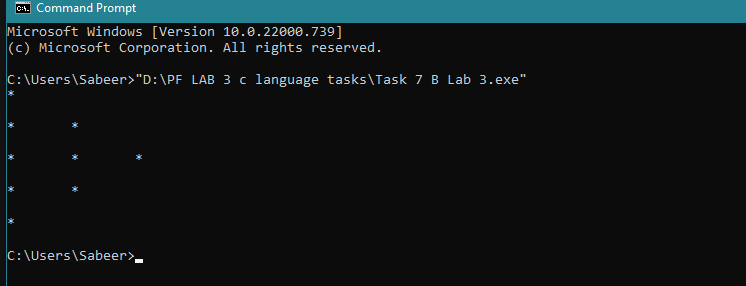 Command Prompt
Microsoft Windows [Version 10.0.22000.739]
(c) Microsoft Corporation. All rights reserved.
C:\Users\Sabeer>"D:\PF LAB 3 c language tasks\Task 7 B Lab 3.exe"
*
*       *
*       *       *
*       *
*
C:\Users\Sabeer>